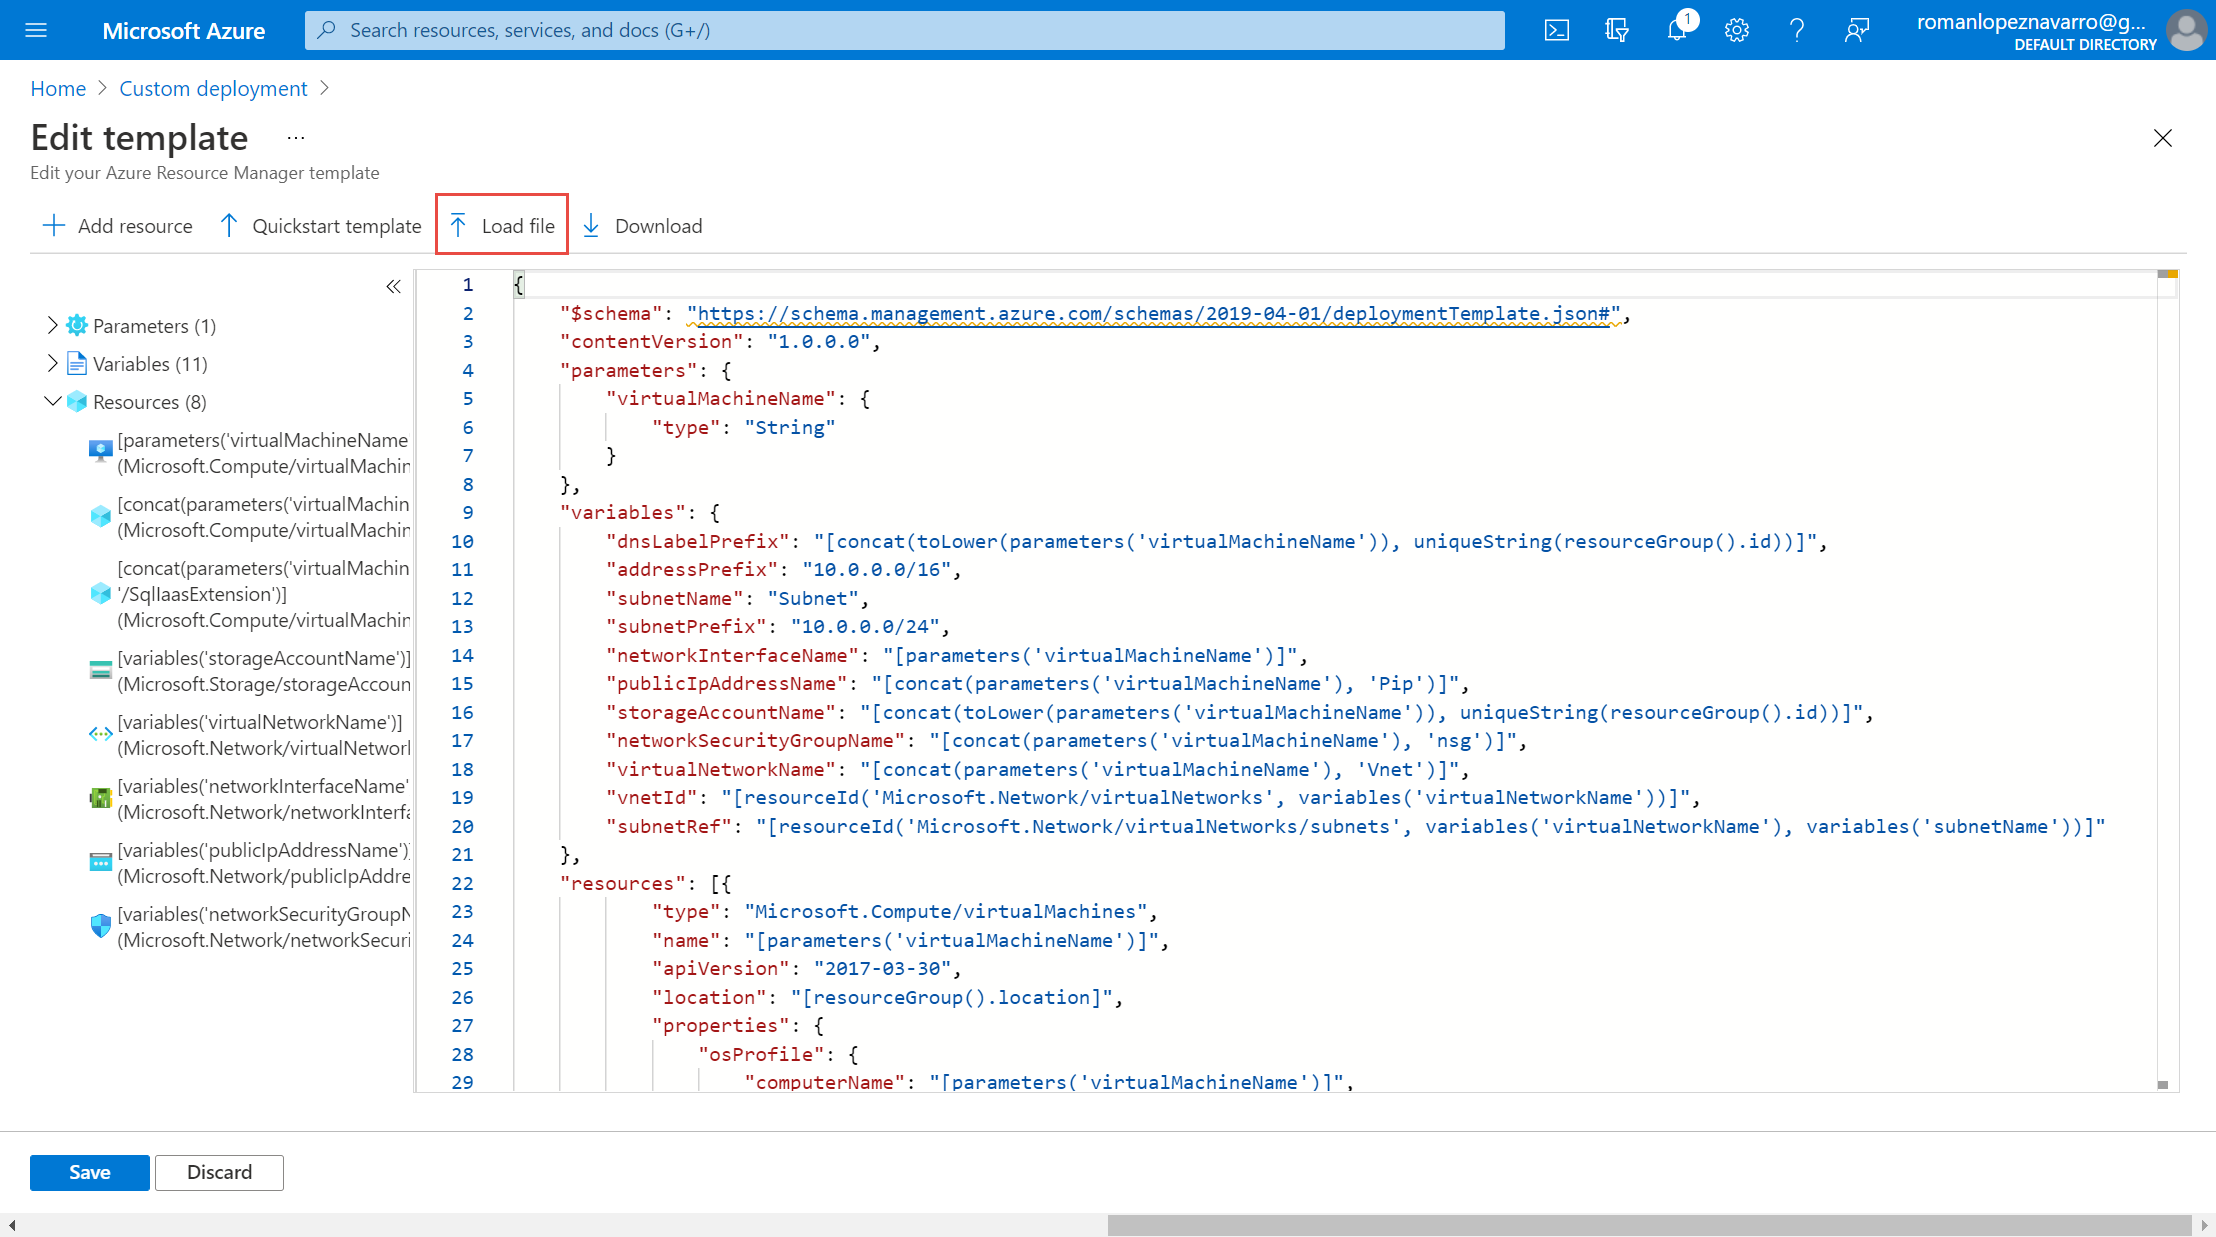 Microsoft Azure
Search resources, services, and docs (G+/)
1
romanlopeznavarro@g...
DEFAULT DIRECTORY
Home > Custom deployment >
Edit template ...
Edit your Azure Resource Manager template
Add resource
Quickstart template
Load file
Download
«
Parameters (1)
Variables (11)
Resources (8)
[parameters('virtualMachineName
(Microsoft.Compute/virtualMachin
[concat(parameters('virtualMachin
(Microsoft.Compute/virtualMachin
[concat(parameters('virtualMachin
'/SqlIaasExtension')]
(Microsoft.Compute/virtualMachin
[variables('storageAccountName')]
(Microsoft.Storage/storageAccoun
[variables('virtualNetworkName')]
(Microsoft.Network/virtualNetwork
[variables('networkInterfaceName'
(Microsoft.Network/networkInterfa
[variables('publicIpAddressName')]
(Microsoft.Network/publicIpAddre
[variables('networkSecurityGroupN
(Microsoft.Network/networkSecuri
1 {
2 "$schema": "https://schema.management.azure.com/schemas/2019-04-01/deploymentTemplate.json#",
3 "contentVersion": "1.0.0.0",
4 "parameters": {
5 "virtualMachineName": {
6 "type": "String"
7 }
8 },
9 "variables": {
10 "dnsLabelPrefix": "[concat(toLower(parameters('virtualMachineName')), uniqueString(resourceGroup().id))]",
11 "addressPrefix": "10.0.0.0/16",
12 "subnetName": "Subnet",
13 "subnetPrefix": "10.0.0.0/24",
14 "networkInterfaceName": "[parameters('virtualMachineName')]",
15 "publicIpAddressName": "[concat(parameters('virtualMachineName'), 'Pip')]",
16 "storageAccountName": "[concat(toLower(parameters('virtualMachineName')), uniqueString(resourceGroup().id))]",
17 "networkSecurityGroupName": "[concat(parameters('virtualMachineName'), 'nsg')]",
18 "virtualNetworkName": "[concat(parameters('virtualMachineName'), 'Vnet')]",
19 "vnetId": "[resourceId('Microsoft.Network/virtualNetworks', variables('virtualNetworkName'))]",
20 "subnetRef": "[resourceId('Microsoft.Network/virtualNetworks/subnets', variables('virtualNetworkName'), variables('subnetName'))]"
21 },
22 "resources": [{
23 "type": "Microsoft.Compute/virtualMachines",
24 "name": "[parameters('virtualMachineName')]",
25 "apiVersion": "2017-03-30",
26 "location": "[resourceGroup().location]",
27 "properties": {
28 "osProfile": {
29 "computerName": "[parameters('virtualMachineName')]",
Save
Discard